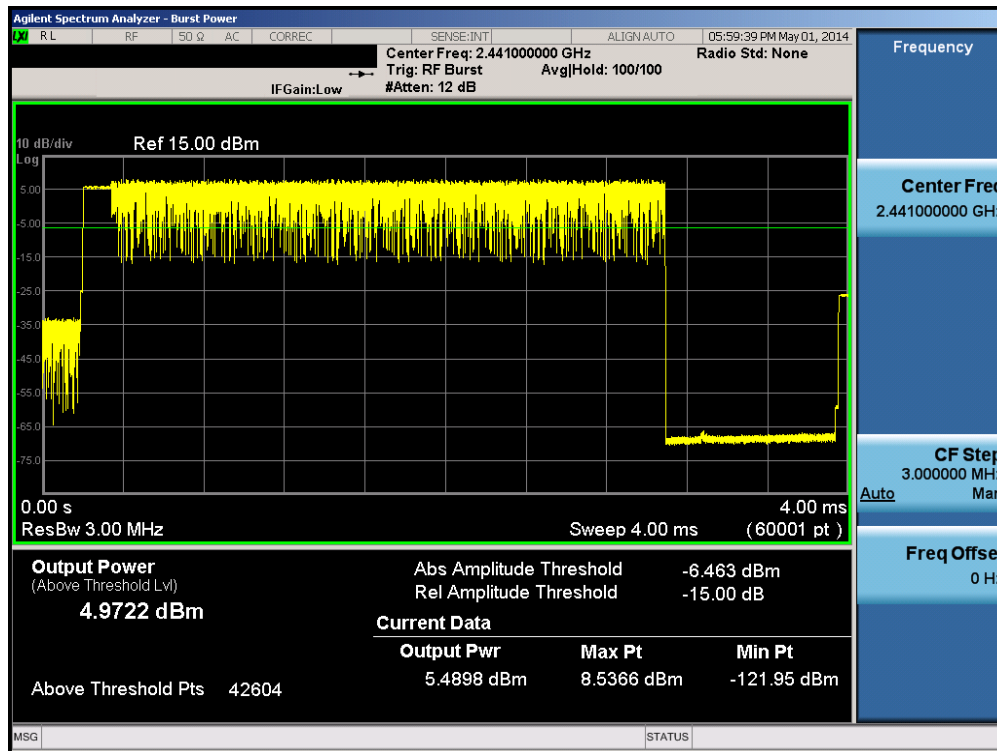 Agilent Spectrum Analyzer - Burst Power
LXI RL RF 50 Ω AC CORREC SENSE:INT ALIGN AUTO 05:59:39 PM May 01, 2014
Center Freq: 2.441000000 GHz Radio Std: None
Trig: RF Burst Avg|Hold: 100/100
IFGain:Low #Atten: 12 dB
10 dB/div Ref 15.00 dBm
Log
5.00
-5.00
-15.0
-25.0
-35.0
-45.0
-55.0
-65.0
-75.0
0.00 s 4.00 ms
ResBw 3.00 MHz Sweep 4.00 ms (60001 pt)
Output Power
(Above Threshold Lvl)
4.9722 dBm
Above Threshold Pts 42604
Abs Amplitude Threshold -6.463 dBm
Rel Amplitude Threshold -15.00 dB
Current Data
Output Pwr Max Pt Min Pt
5.4898 dBm 8.5366 dBm -121.95 dBm
MSG STATUS
Frequency
Center Freq
2.441000000 GHz
CF Step
3.000000 MHz
Auto Man
Freq Offset
0 Hz